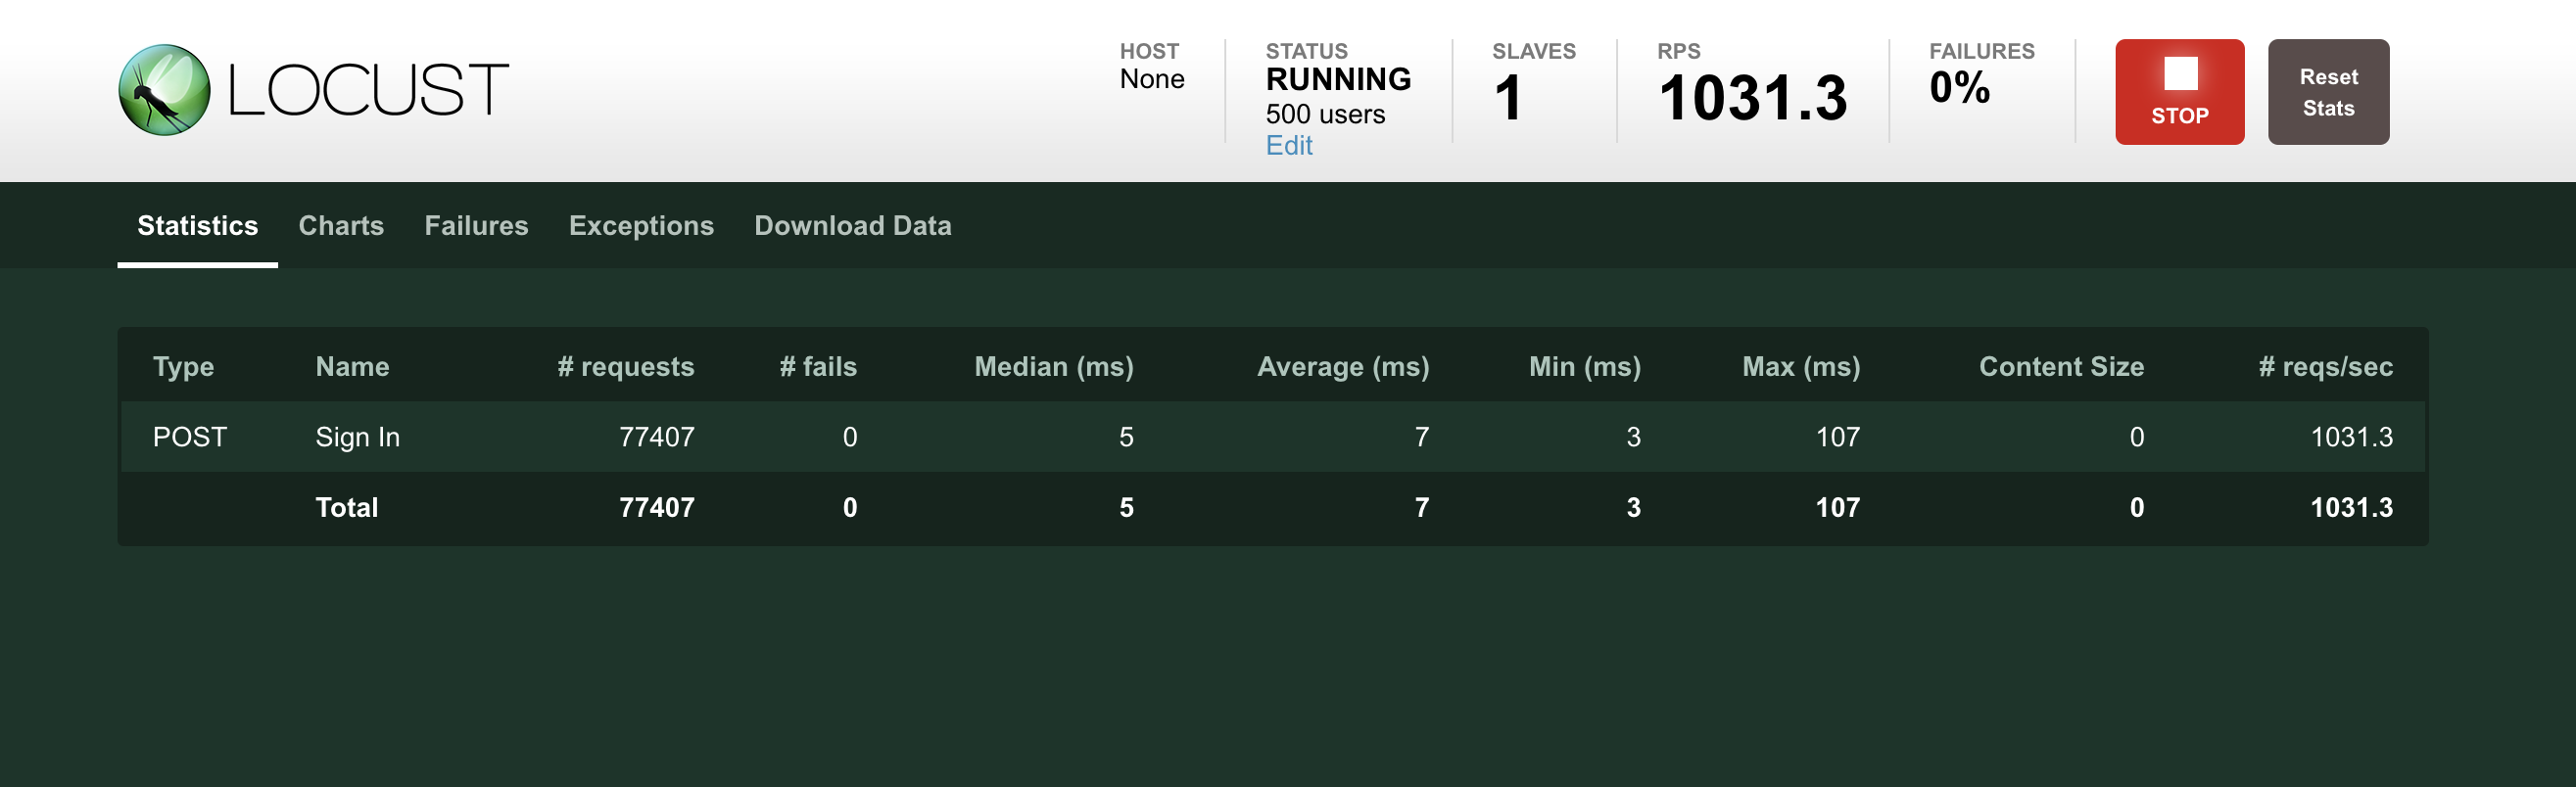 LOCUST
HOST
None
STATUS
RUNNING
500 users
Edit
SLAVES
1
RPS
1031.3
FAILURES
0%
STOP
Reset
Stats
Statistics Charts Failures Exceptions Download Data
Type Name # requests # fails Median (ms) Average (ms) Min (ms) Max (ms) Content Size # reqs/sec
POST Sign In 77407 0 5 7 3 107 0 1031.3
Total 77407 0 5 7 3 107 0 1031.3